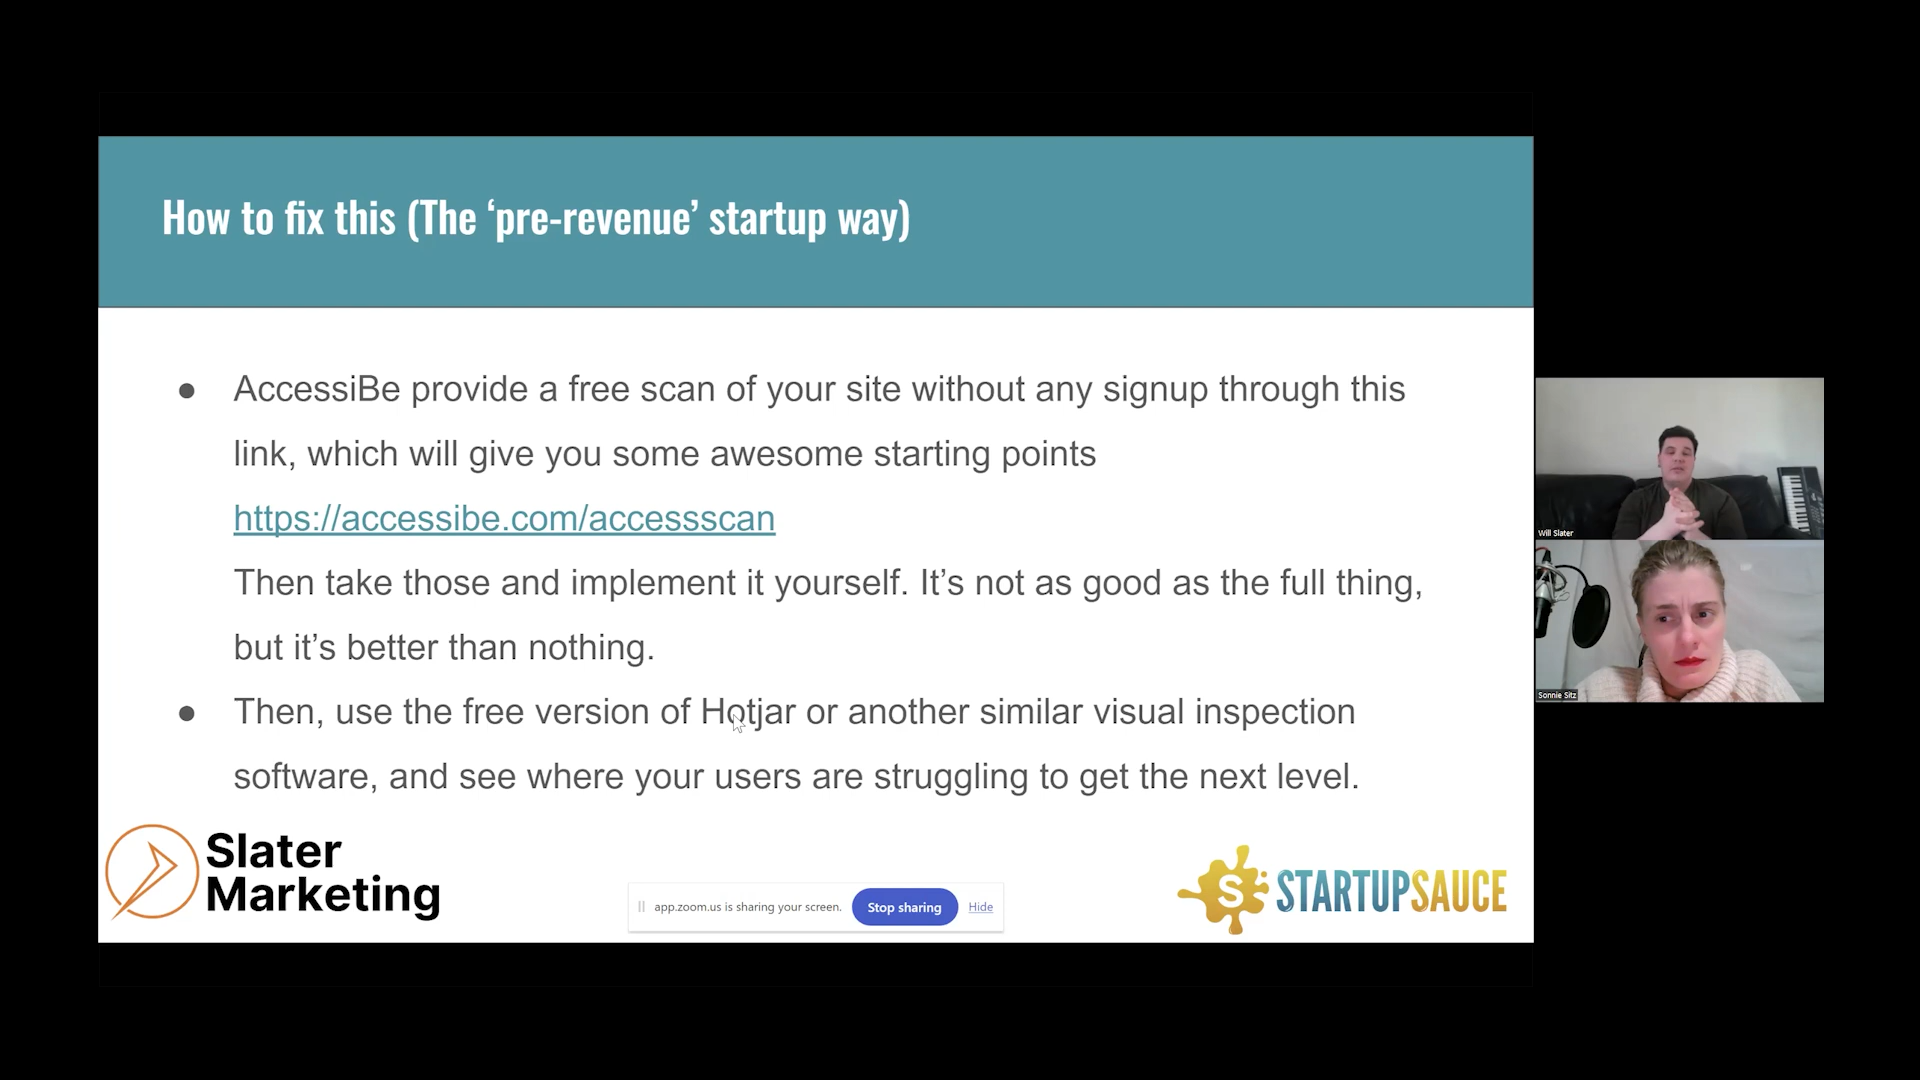 How to fix this (The ‘pre-revenue’ startup way)
● AccessiBe provide a free scan of your site without any signup through this
link, which will give you some awesome starting points
https://accessibe.com/accessscan
Then take those and implement it yourself. It’s not as good as the full thing,
but it’s better than nothing.
● Then, use the free version of Hotjar or another similar visual inspection
software, and see where your users are struggling to get the next level.
Slater
Marketing
app.zoom.us is sharing your screen. Stop sharing Hide
S STARTUPSAUCE
Will Slater
Sonnie Sitz